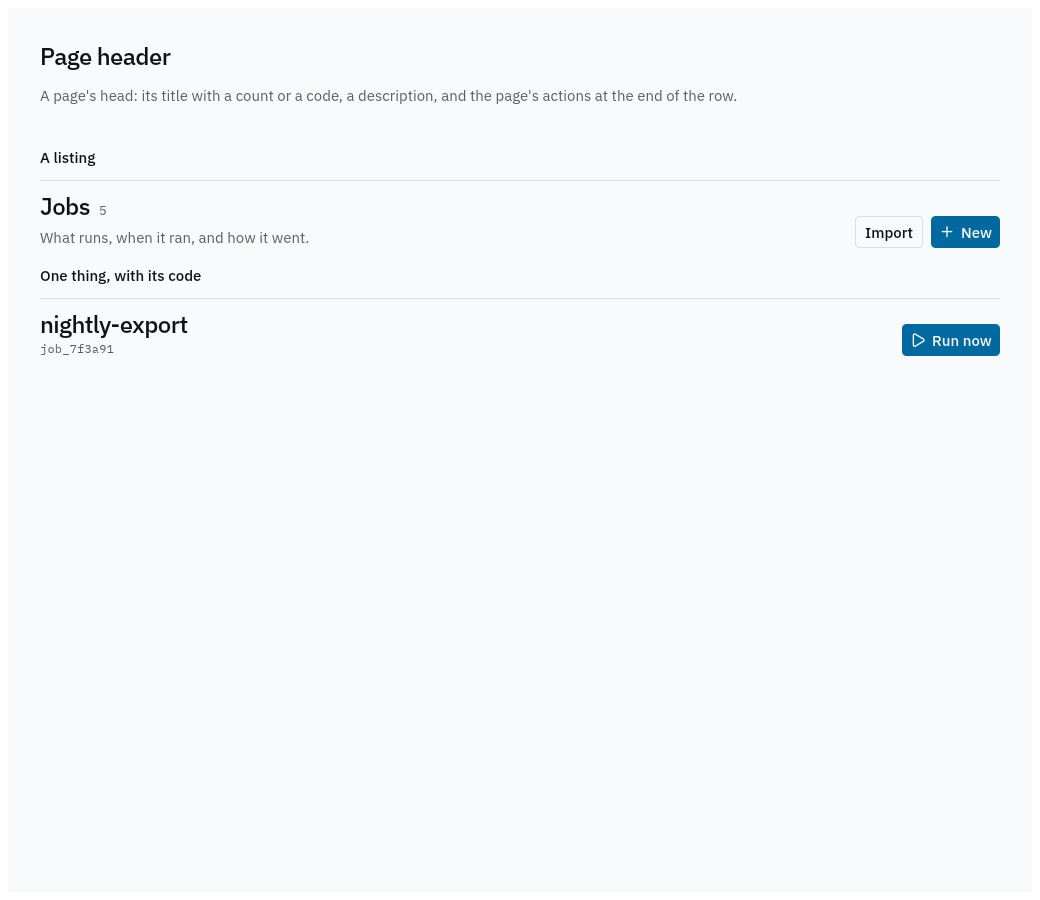 Page header
A page's head: its title with a count or a code, a description, and the page's actions at the end of the row.
A listing
Jobs 5
What runs, when it ran, and how it went.
Import
New
One thing, with its code
nightly-export
job_7f3a91
Run now